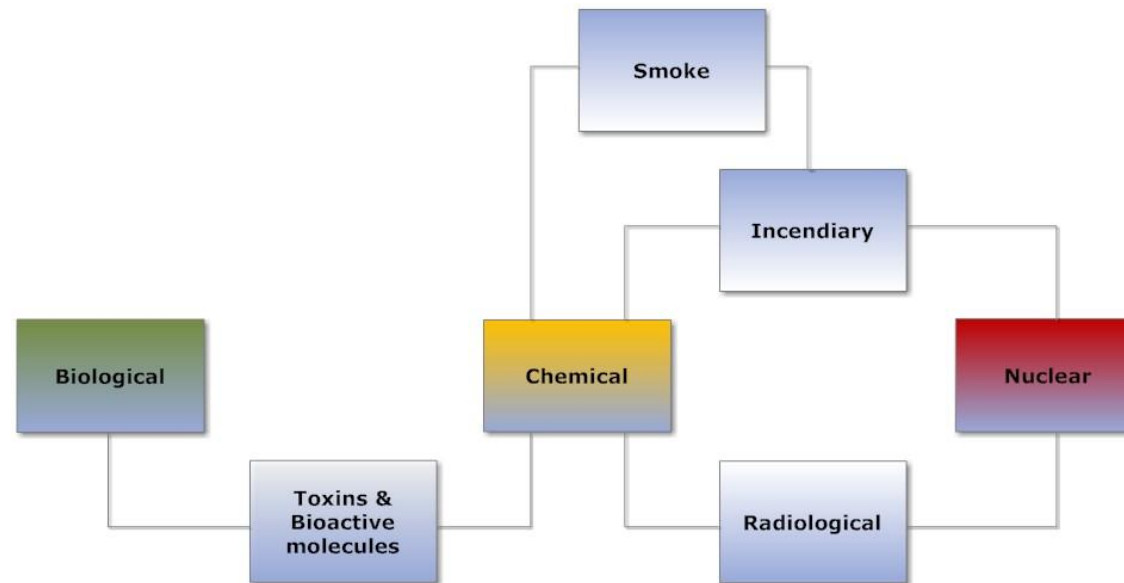 Smoke
Incendiary
Biological
Chemical
Nuclear
Toxins &
Bioactive
molecules
Radiological